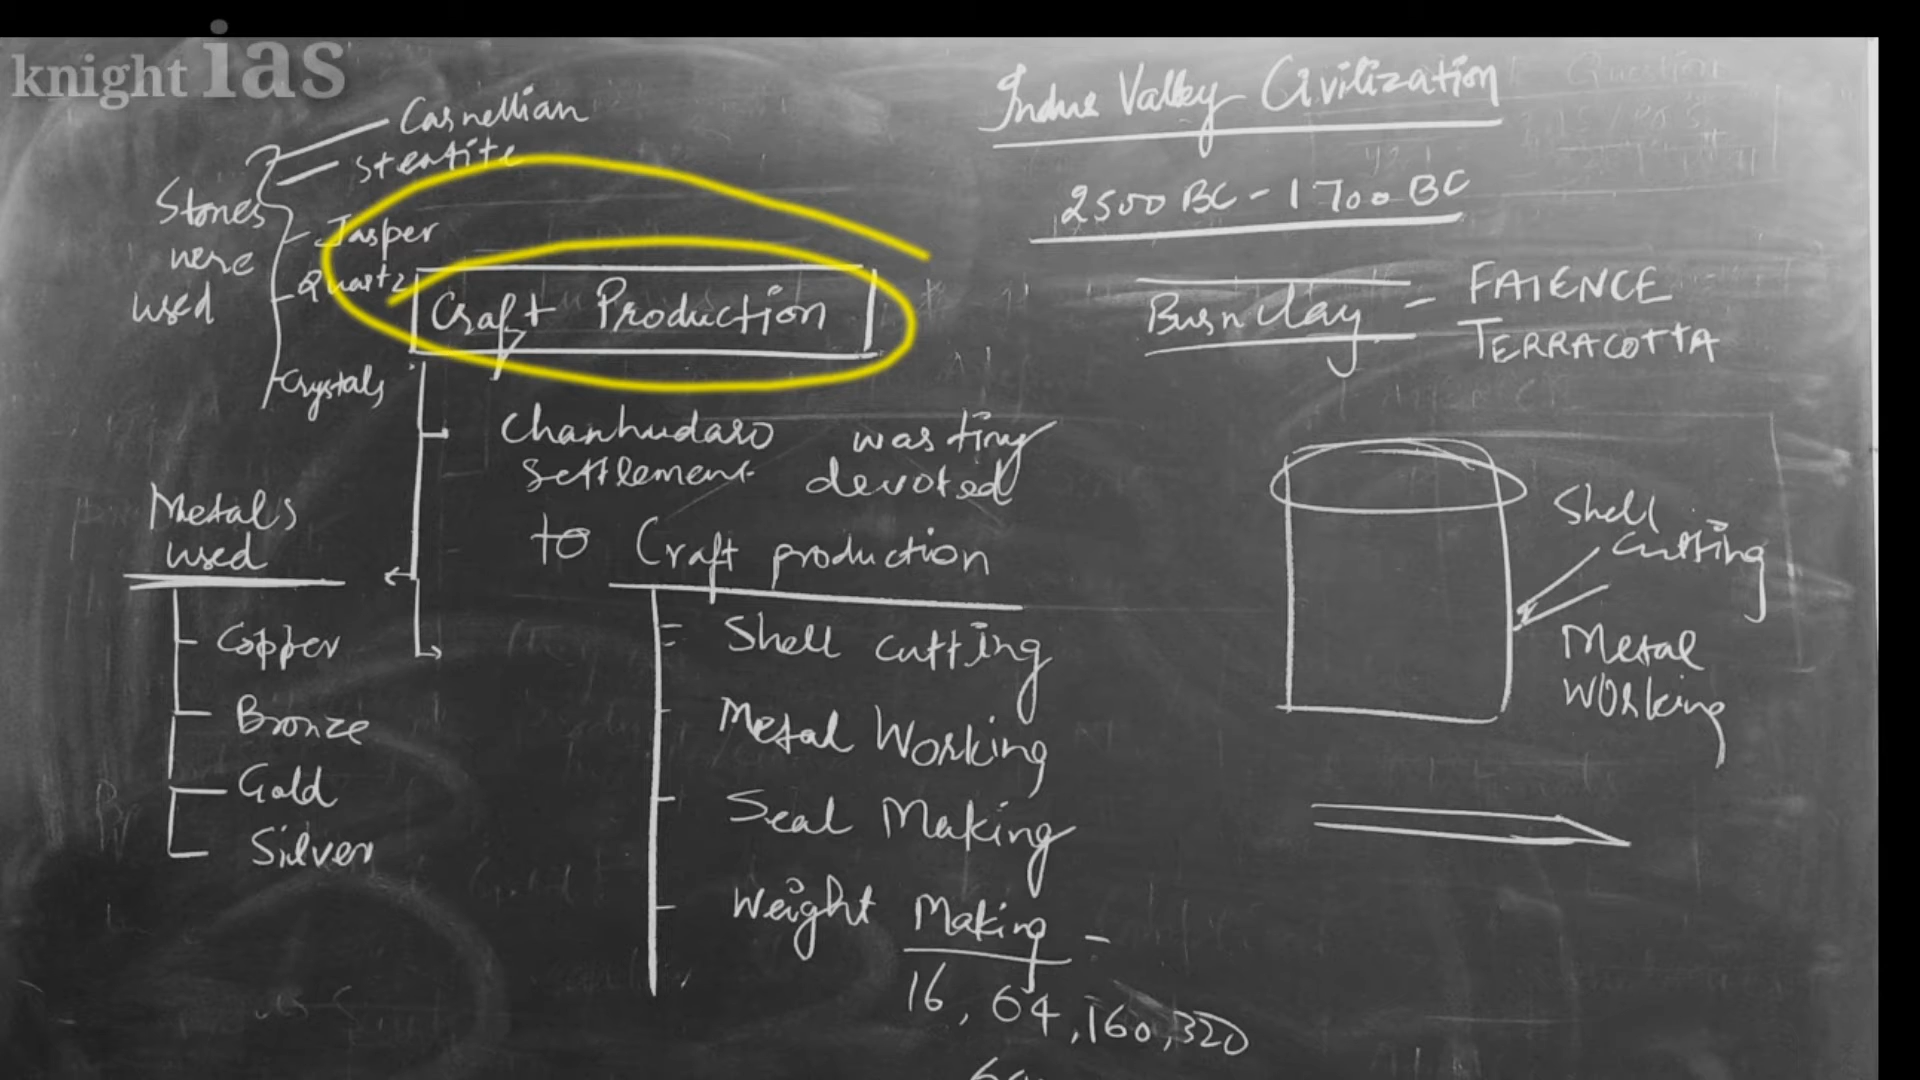 knight ias
Indus Valley Civilization
2500 BC - 1700 BC
Burn clay - FAIENCE
TERRACOTTA
Carnellian
Steatite
Stones
were
used
Jasper
Quartz
Crystals
Craft Production
Chanhudaro was tiny
settlement devoted
to Craft production
Shell cutting
Metal Working
Seal Making
Weight Making -
16, 64, 160, 320
Metals
used
Copper
Bronze
Gold
Silver
Shell
cutting
Metal
Working